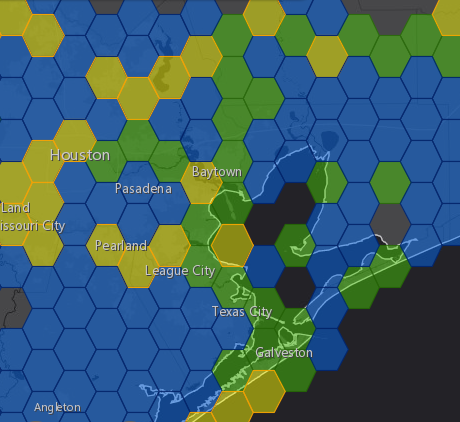 Houston
Baytown
Pasadena
Land
issouri City
Pearland
League City
Texas City
Galveston
Angleton